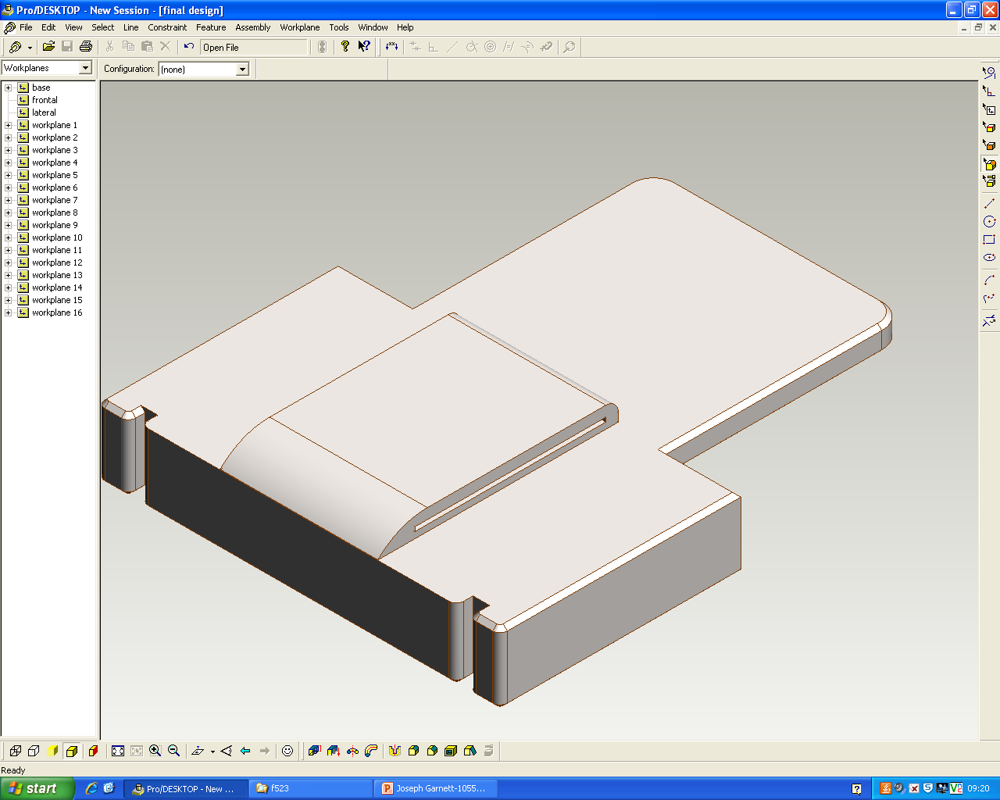 Pro/DESKTOP - New Session - [final design]
File Edit View Select Line Constraint Feature Assembly Workplane Tools Window Help
Open File
Workplanes Configuration: (none)
base
frontal
lateral
workplane 1
workplane 2
workplane 3
workplane 4
workplane 5
workplane 6
workplane 7
workplane 8
workplane 9
workplane 10
workplane 11
workplane 12
workplane 13
workplane 14
workplane 15
workplane 16
Ready
start Pro/DESKTOP - New ... f523 Joseph Garnett-1055... 09:20